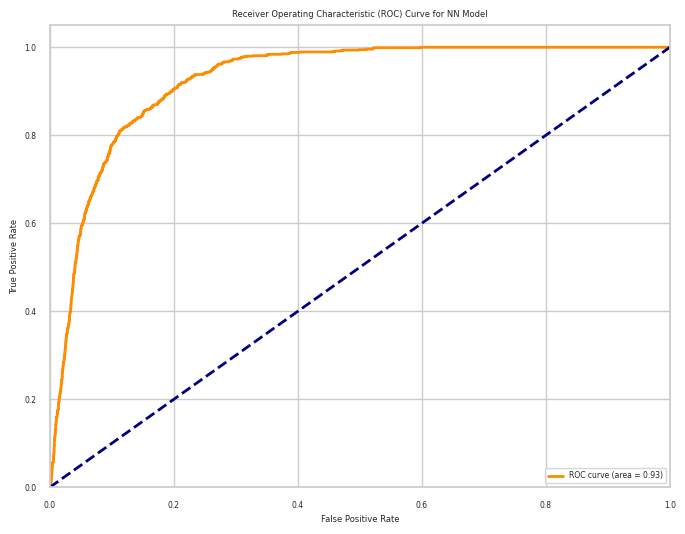 Receiver Operating Characteristic (ROC) Curve for NN Model
1.0
0.8
0.6
0.4
0.2
0.0
True Positive Rate
ROC curve (area = 0.93)
0.0 0.2 0.4 0.6 0.8 1.0
False Positive Rate